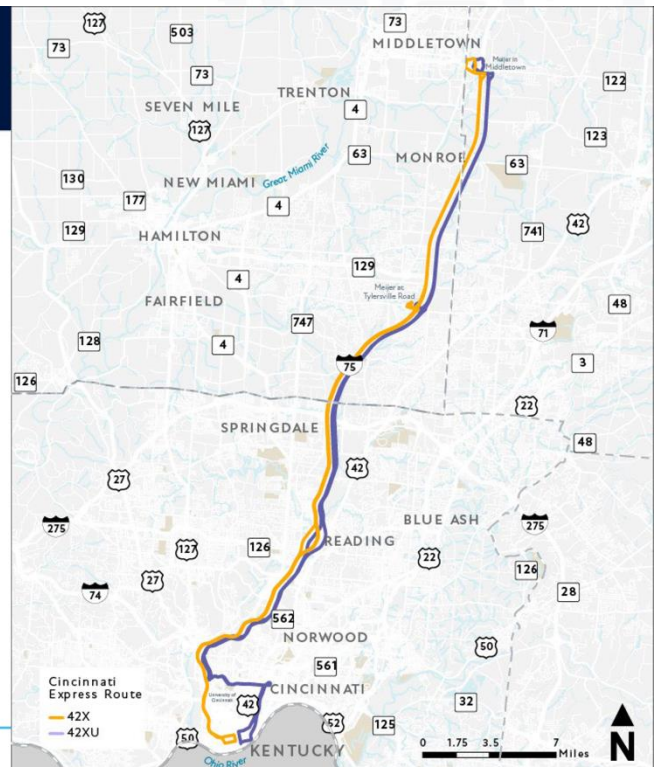 127
503
73
73
MIDDLETOWN
Meijer in
Middletown
73
122
TRENTON
SEVEN MILE
4
127
123
63
MONROE
63
130
NEW MIAMI
Great Miami River
177
4
129
741
42
HAMILTON
129
4
Meijer at
Tylersville Road
FAIRFIELD
48
747
71
128
4
75
3
126
22
SPRINGDALE
48
42
27
275
BLUE ASH
275
127
126
READING
22
27
126
74
28
562
NORWOOD
50
561
Cincinnati
Express Route
42X
42XU
University of
Cincinnati
CINCINNATI
42
32
52
125
50
KENTUCKY
Ohio River
0 1.75 3.5 7
Miles
N